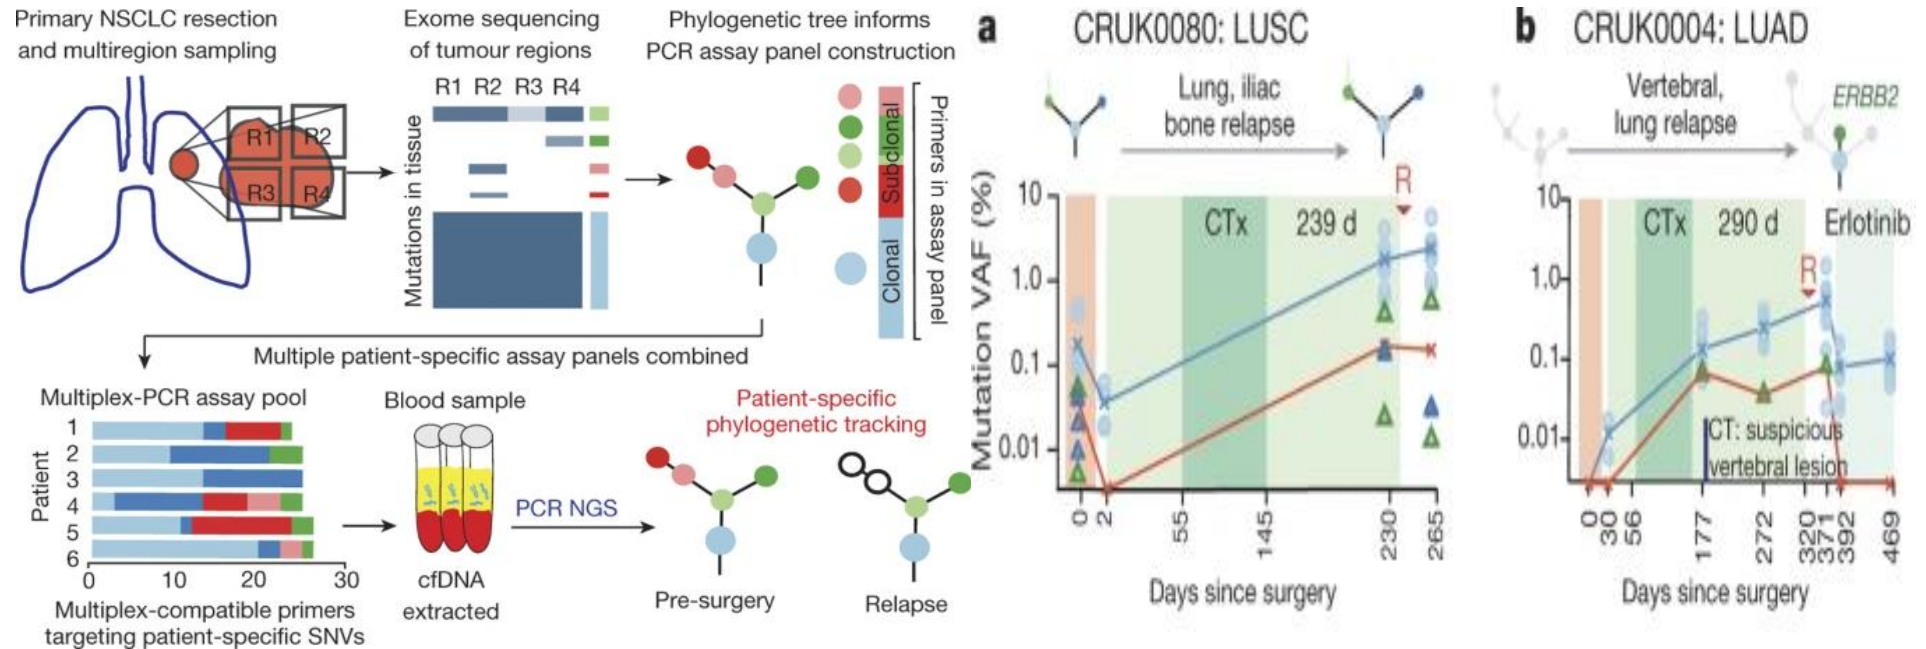 Primary NSCLC resection
and multiregion sampling
R1
R2
R3
R4
Exome sequencing
of tumour regions
R1 R2 R3 R4
Mutations in tissue
Phylogenetic tree informs
PCR assay panel construction
Subclonal
Clonal
Primers in assay panel
Multiple patient-specific assay panels combined
Multiplex-PCR assay pool
Patient
1
2
3
4
5
6
0 10 20 30
Multiplex-compatible primers
targeting patient-specific SNVs
Blood sample
cfDNA
extracted
PCR NGS
Patient-specific
phylogenetic tracking
Pre-surgery
Relapse
a CRUK0080: LUSC
Lung, iliac
bone relapse
R
Mutation VAF (%)
10
1.0
0.1
0.01
CTx 239 d
0 2 55 145 230 265
Days since surgery
b CRUK0004: LUAD
Vertebral,
lung relapse
ERBB2
10
1.0
0.1
0.01
CTx 290 d Erlotinib
R
CT: suspicious
vertebral lesion
0 30 56 177 272 320 371 392 469
Days since surgery